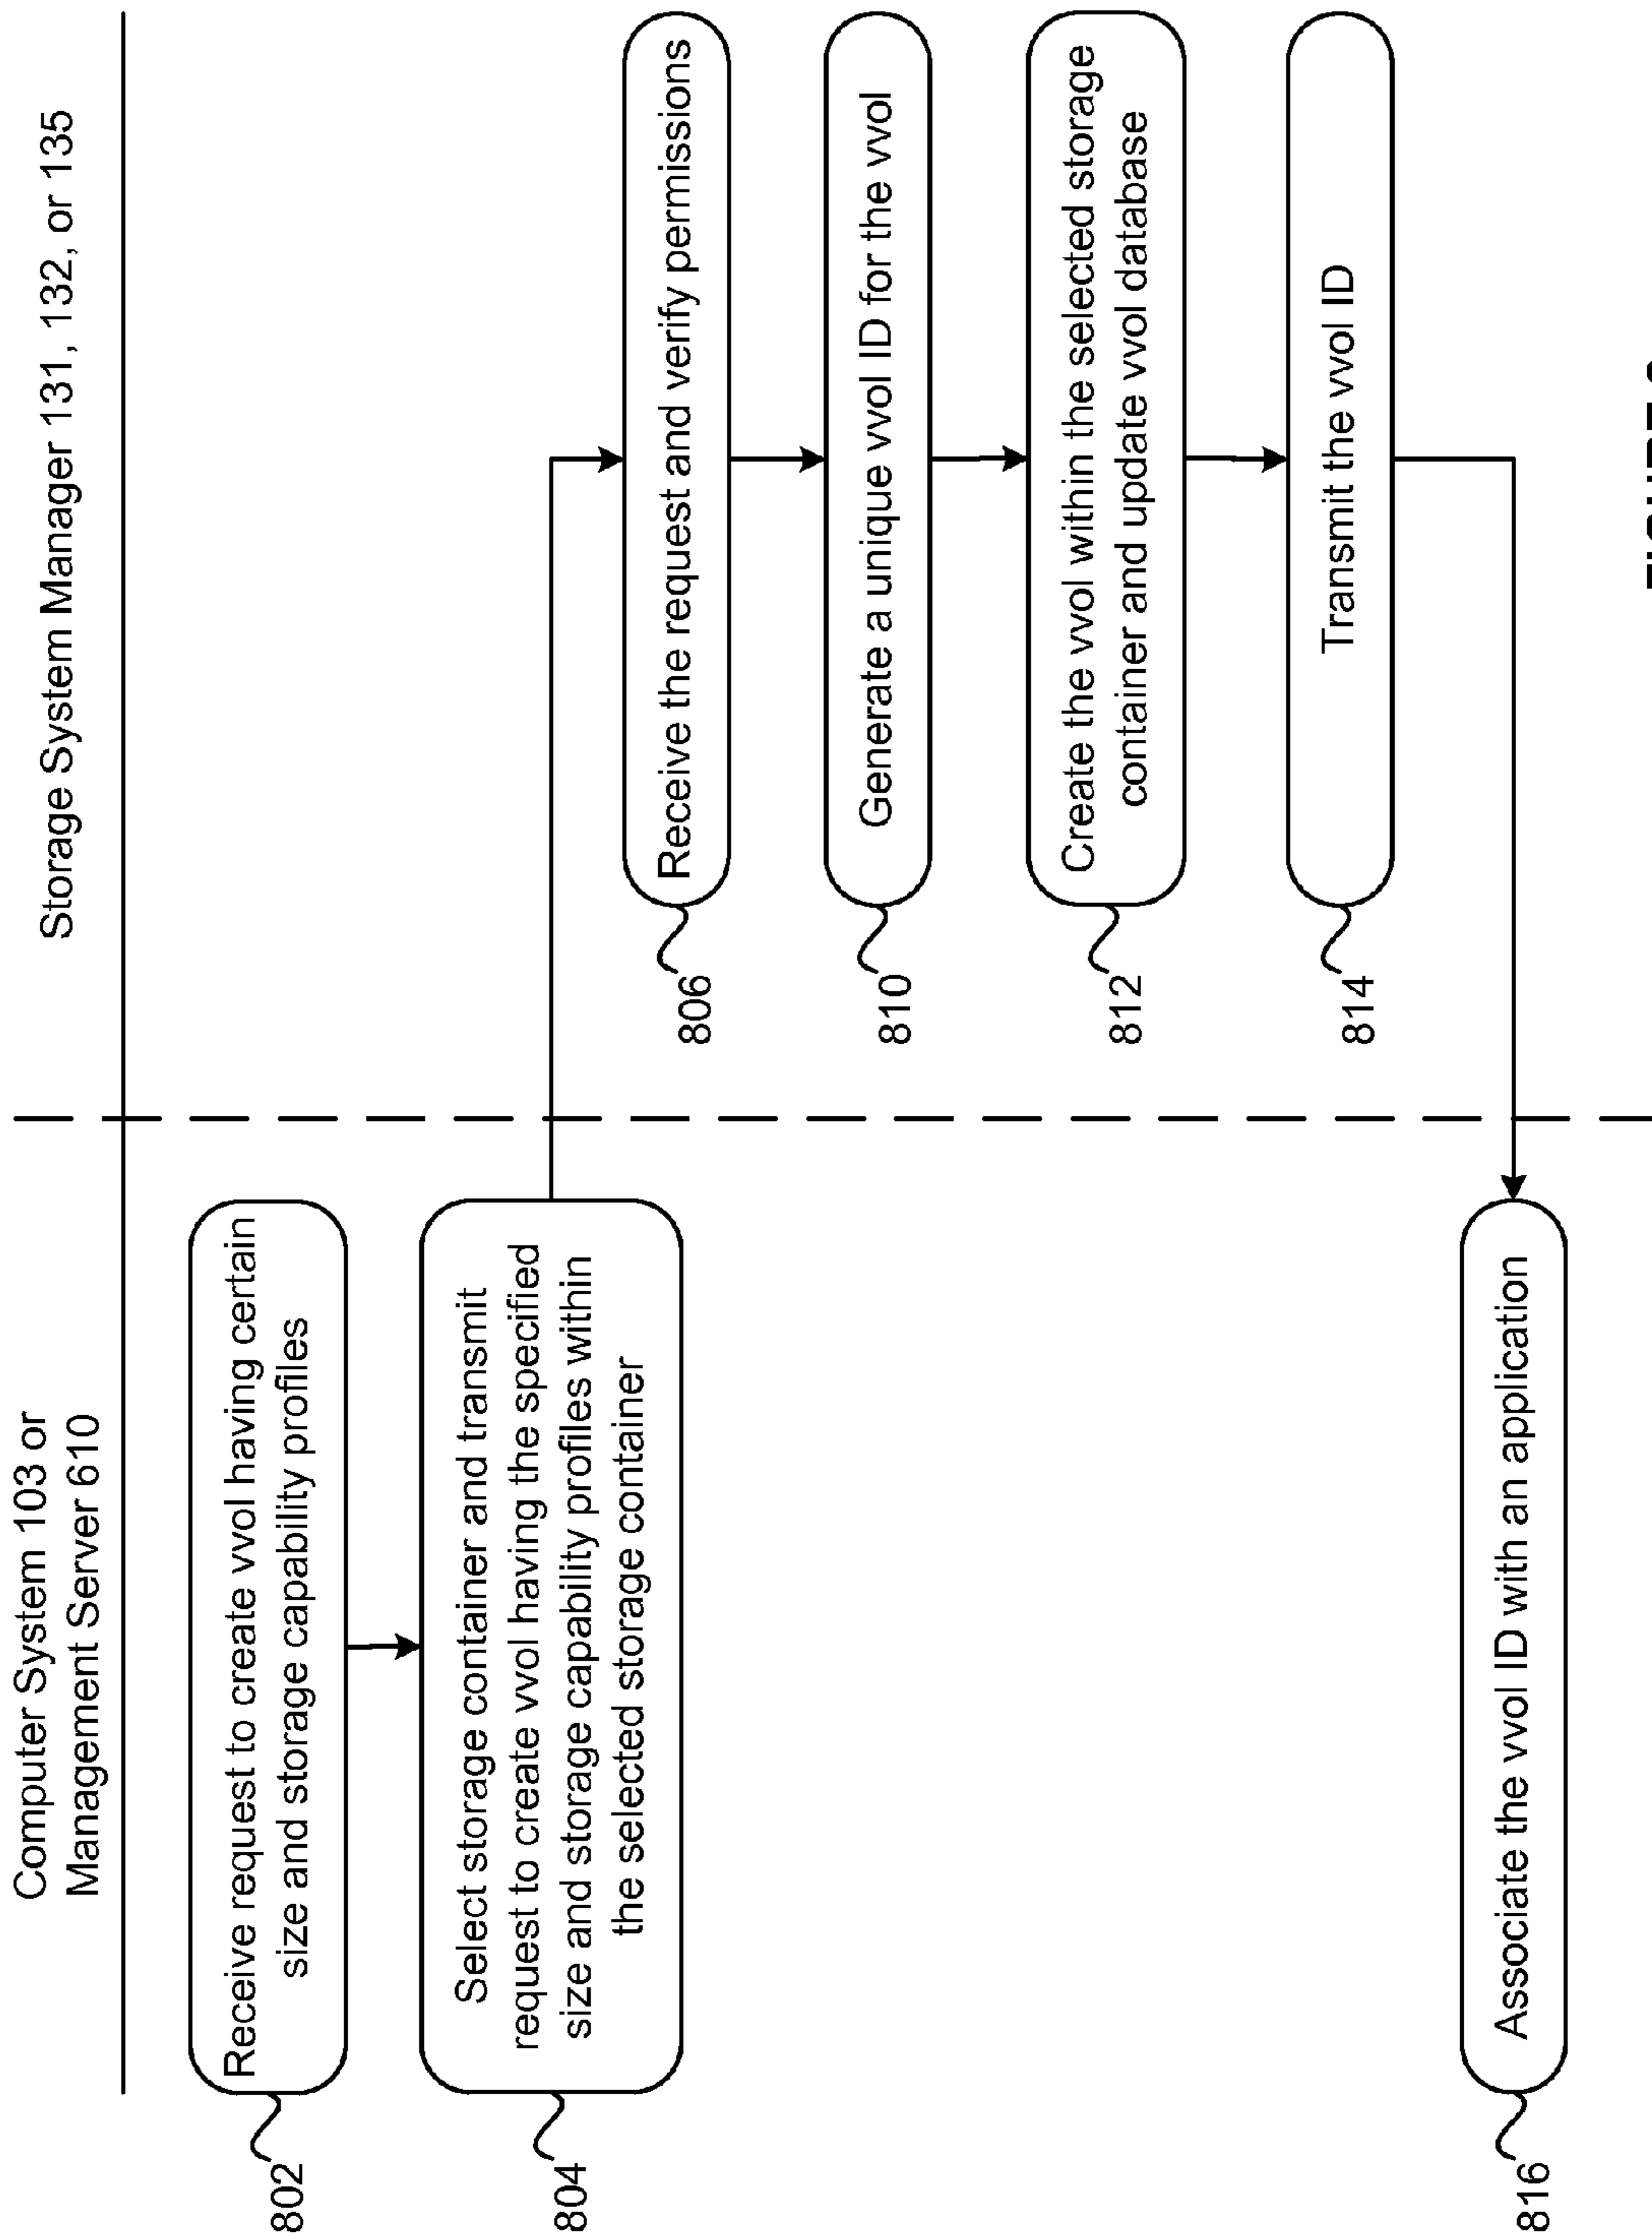 Computer System 103 or
Management Server 610
Storage System Manager 131, 132, or 135
802
Receive request to create vvol having certain
size and storage capability profiles
804
Select storage container and transmit
request to create vvol having the specified
size and storage capability profiles within
the selected storage container
806
Receive the request and verify permissions
810
Generate a unique vvol ID for the vvol
812
Create the vvol within the selected storage
container and update vvol database
814
Transmit the vvol ID
816
Associate the vvol ID with an application